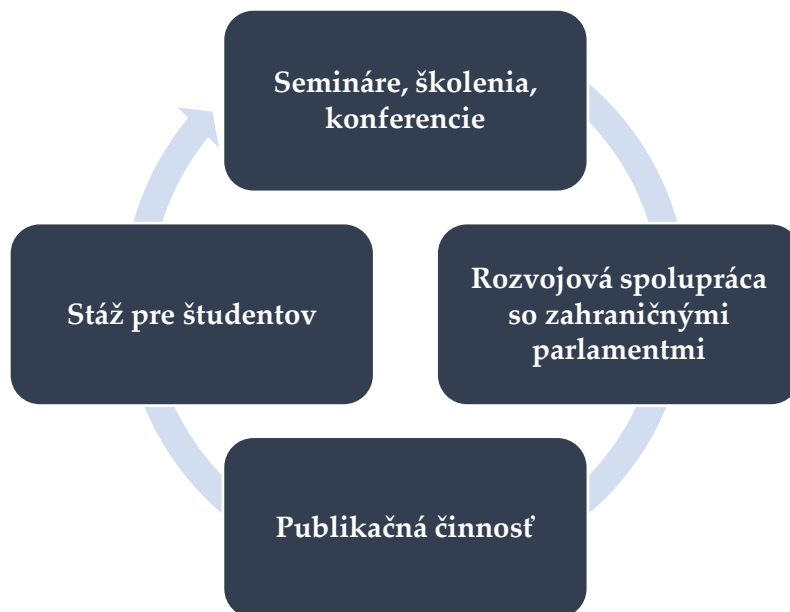 Semináre, školenia,
konferencie
Rozvojová spolupráca
so zahraničnými
parlamentmi
Publikačná činnosť
Stáž pre študentov